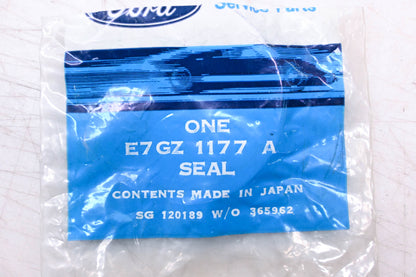 Ford Service Parts
ONE
E7GZ 1177 A
SEAL
CONTENTS MADE IN JAPAN
SG 120189 W/O 365962